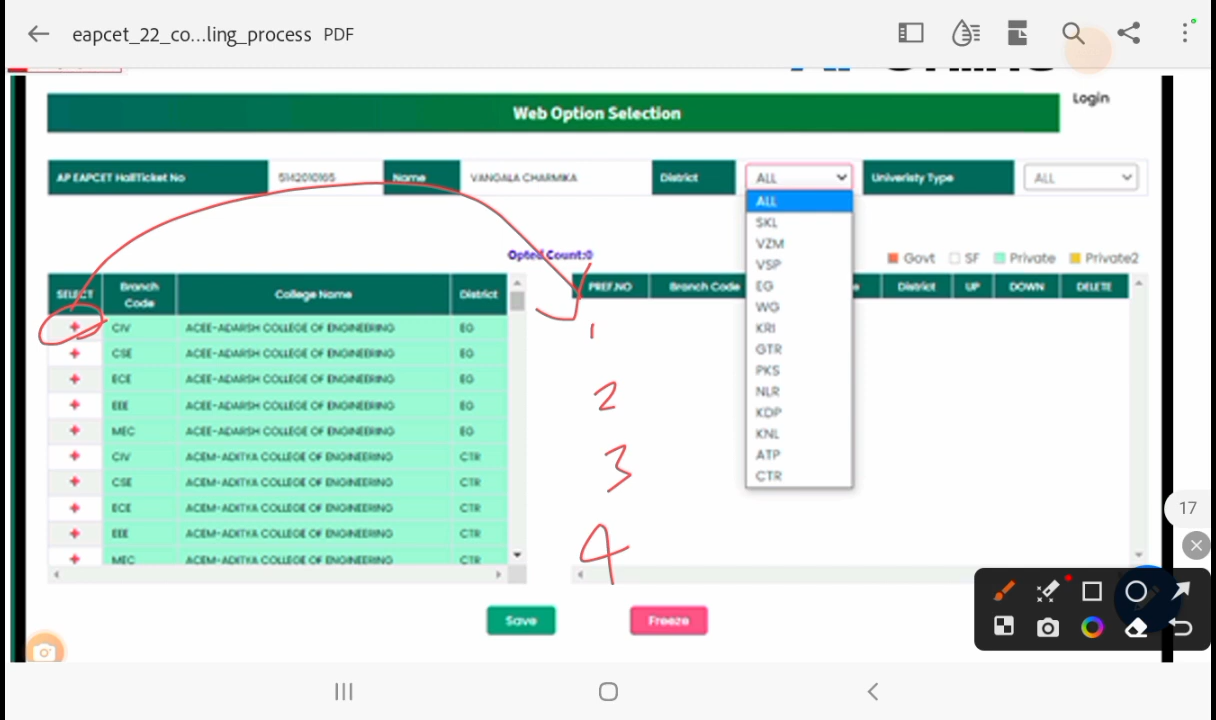 eapcet_22_co...ling_process PDF
Login
Web Option Selection
AP EAPCET HallTicket No 5142010165 Name VANGALA CHARMIKA District ALL Univeristy Type ALL
ALL
SKL
VZM
VSP
EG
WG
KRI
GTR
PKS
NLR
KDP
KNL
ATP
CTR
Opted Count:0
Govt SF Private Private2
SELECT Branch Code College Name District
CIV ACEE-ADARSH COLLEGE OF ENGINEERING EG
CSE ACEE-ADARSH COLLEGE OF ENGINEERING EG
ECE ACEE-ADARSH COLLEGE OF ENGINEERING EG
EEE ACEE-ADARSH COLLEGE OF ENGINEERING EG
MEC ACEE-ADARSH COLLEGE OF ENGINEERING EG
CIV ACEM-ADITYA COLLEGE OF ENGINEERING CTR
CSE ACEM-ADITYA COLLEGE OF ENGINEERING CTR
ECE ACEM-ADITYA COLLEGE OF ENGINEERING CTR
EEE ACEM-ADITYA COLLEGE OF ENGINEERING CTR
MEC ACEM-ADITYA COLLEGE OF ENGINEERING CTR
PREF.NO Branch Code District UP DOWN DELETE
1
2
3
4
17
Save Freeze